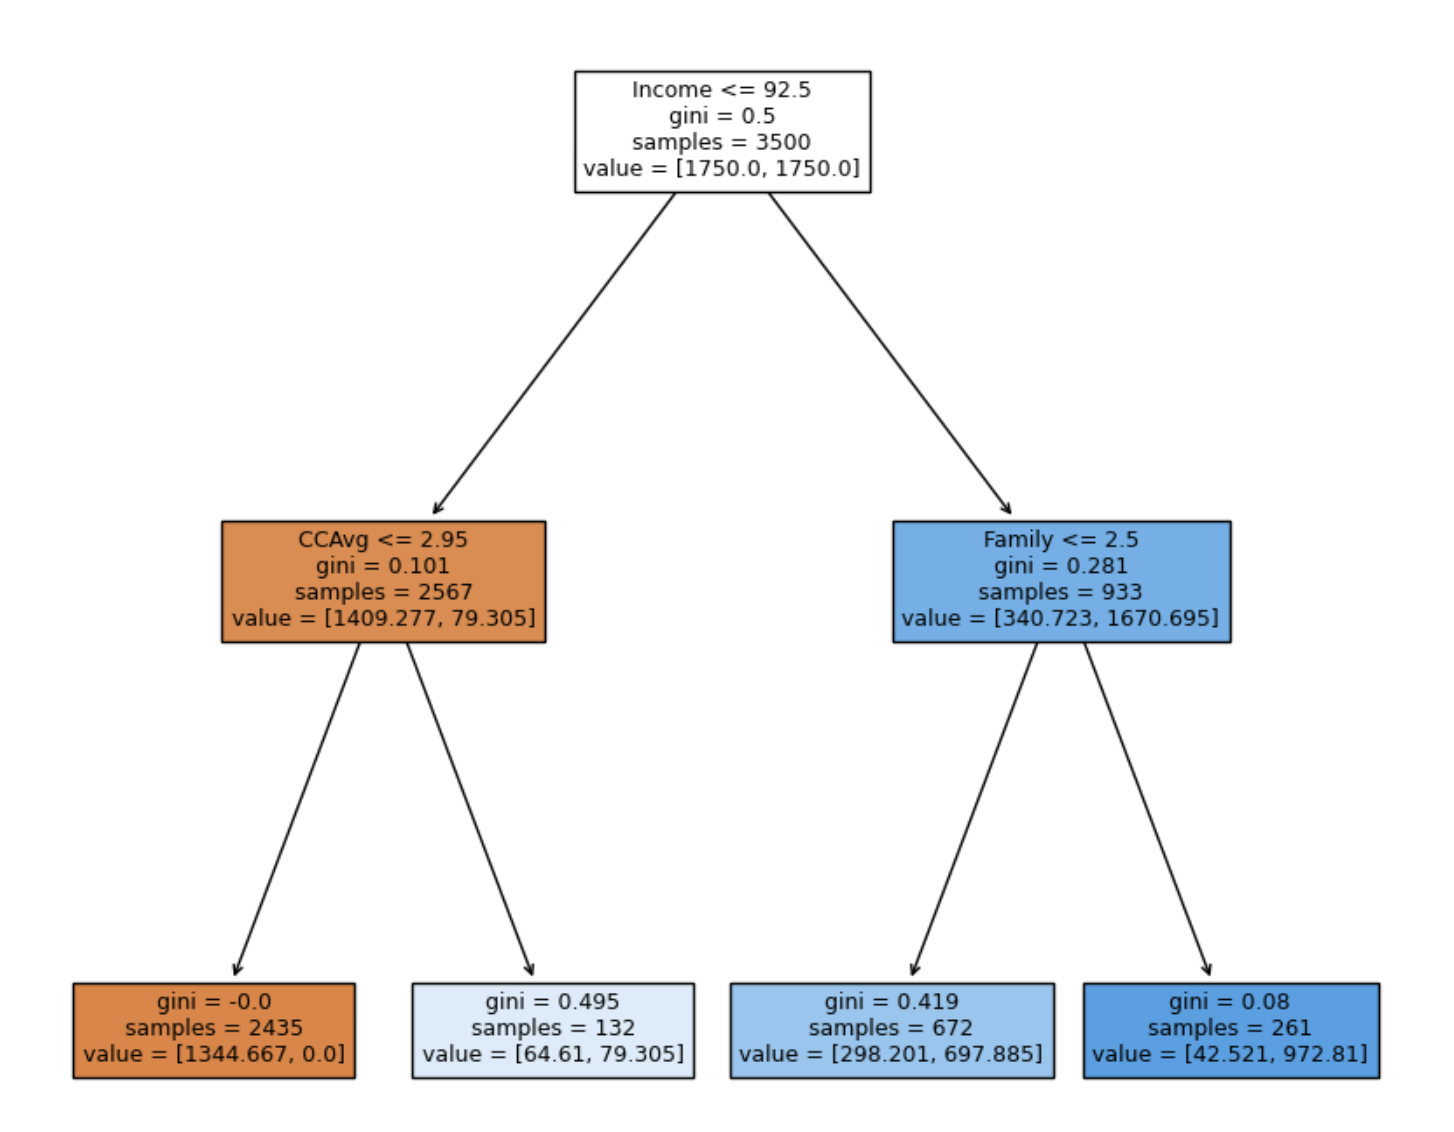 Income <= 92.5
gini = 0.5
samples = 3500
value = [1750.0, 1750.0]
CCAvg <= 2.95
gini = 0.101
samples = 2567
value = [1409.277, 79.305]
Family <= 2.5
gini = 0.281
samples = 933
value = [340.723, 1670.695]
gini = -0.0
samples = 2435
value = [1344.667, 0.0]
gini = 0.495
samples = 132
value = [64.61, 79.305]
gini = 0.419
samples = 672
value = [298.201, 697.885]
gini = 0.08
samples = 261
value = [42.521, 972.81]